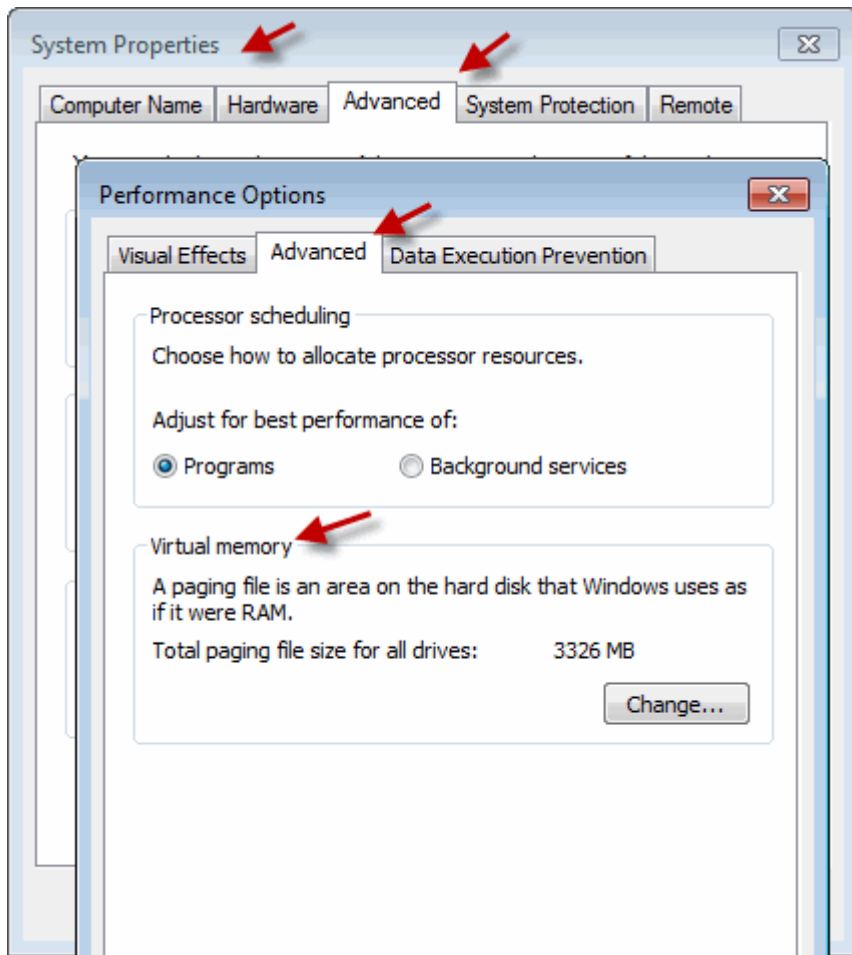 System Properties
Computer Name Hardware Advanced System Protection Remote
Performance Options
Visual Effects Advanced Data Execution Prevention
Processor scheduling
Choose how to allocate processor resources.
Adjust for best performance of:
Programs Background services
Virtual memory
A paging file is an area on the hard disk that Windows uses as
if it were RAM.
Total paging file size for all drives: 3326 MB
Change...